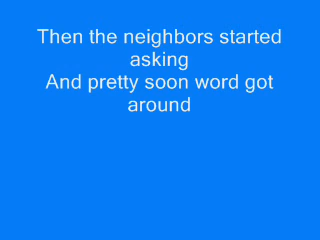 Then the neighbors started
asking
And pretty soon word got
around